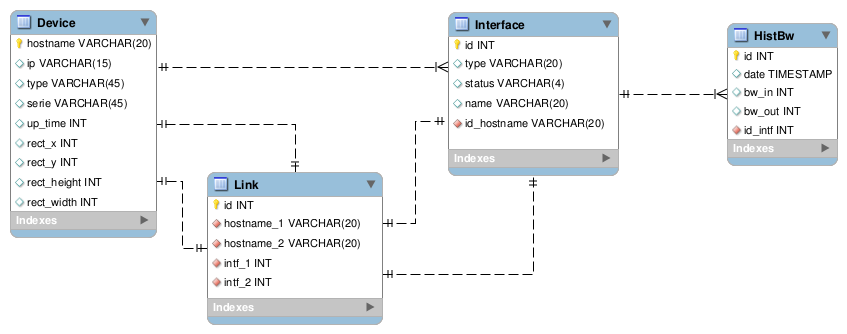 Device
hostname VARCHAR(20)
ip VARCHAR(15)
type VARCHAR(45)
serie VARCHAR(45)
up_time INT
rect_x INT
rect_y INT
rect_height INT
rect_width INT
Indexes
Link
id INT
hostname_1 VARCHAR(20)
hostname_2 VARCHAR(20)
intf_1 INT
intf_2 INT
Indexes
Interface
id INT
type VARCHAR(20)
status VARCHAR(4)
name VARCHAR(20)
id_hostname VARCHAR(20)
Indexes
HistBw
id INT
date TIMESTAMP
bw_in INT
bw_out INT
id_intf INT
Indexes